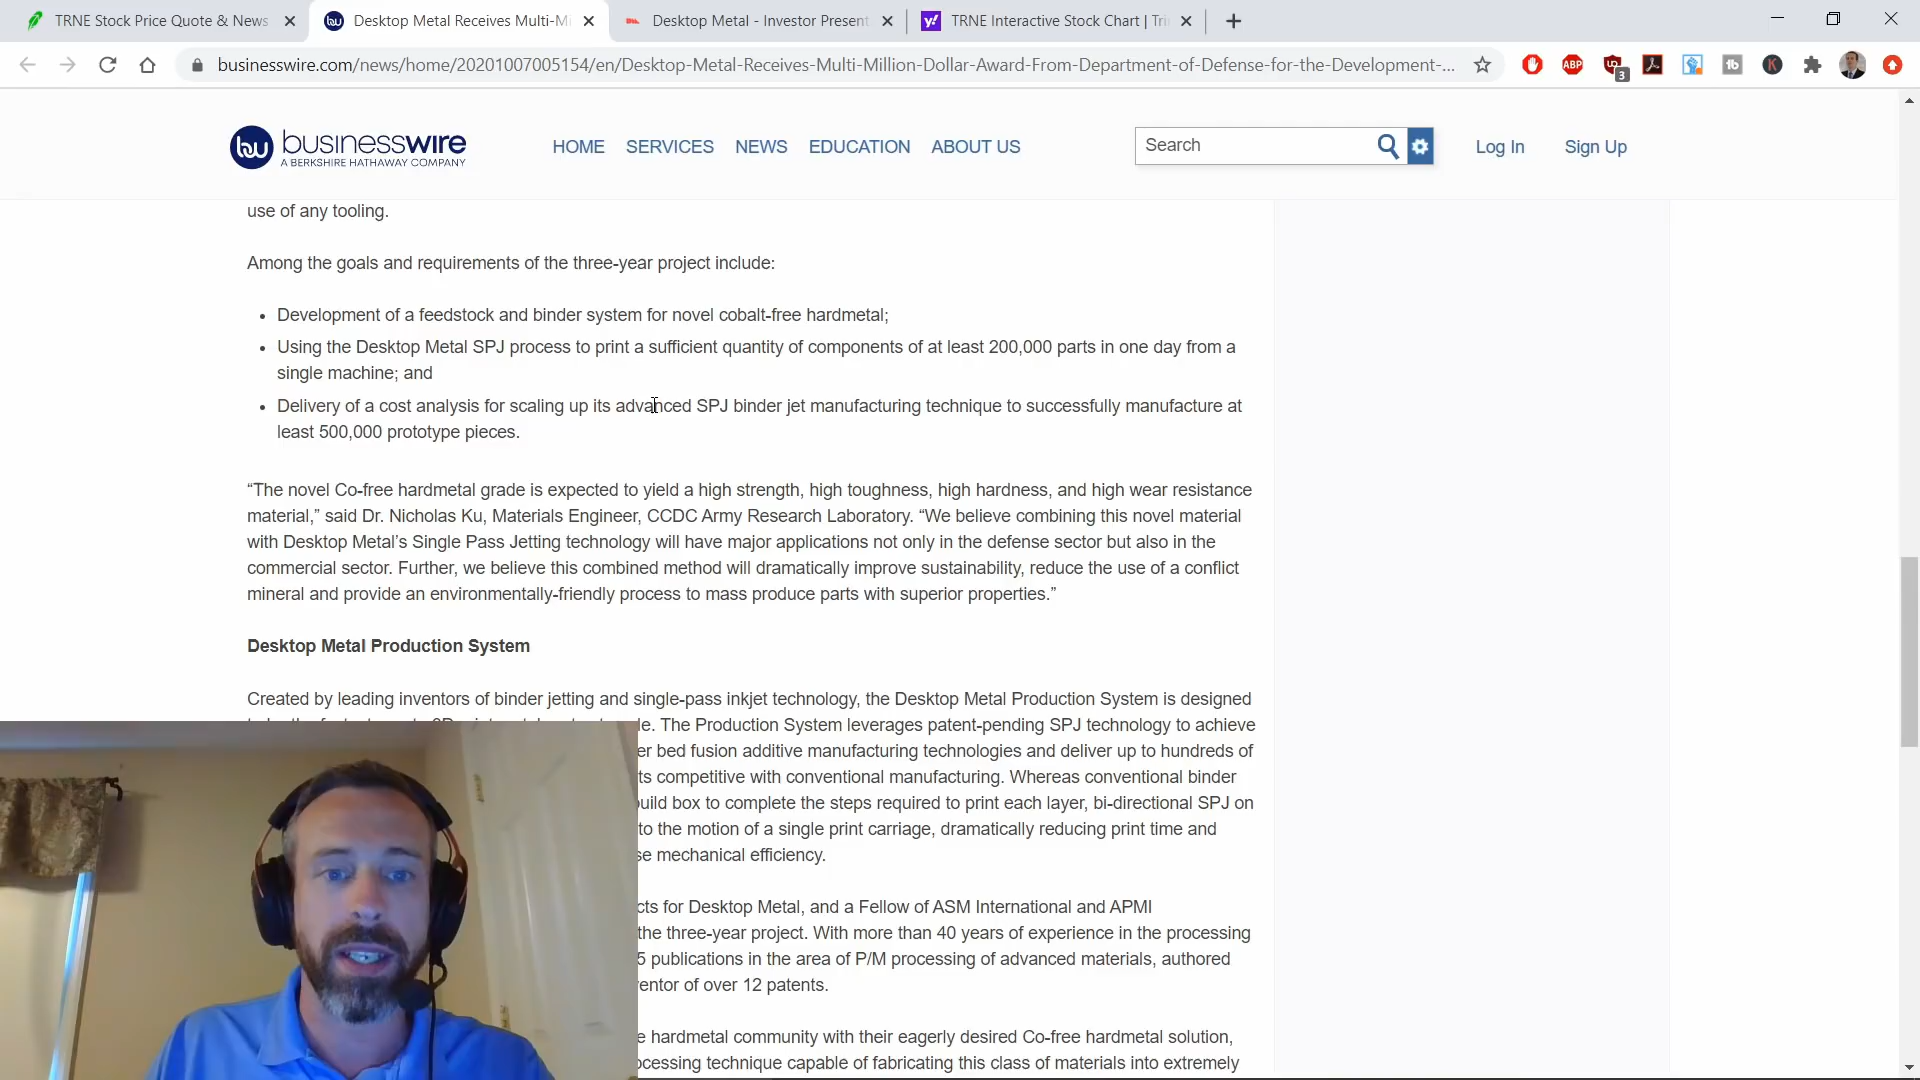 TRNE Stock Price Quote & News
Desktop Metal Receives Multi-Mi
Desktop Metal - Investor Present
TRNE Interactive Stock Chart | Tri
businesswire.com/news/home/20201007005154/en/Desktop-Metal-Receives-Multi-Million-Dollar-Award-From-Department-of-Defense-for-the-Development-...
ABP
3
tb
K
bw businesswire
A BERKSHIRE HATHAWAY COMPANY
HOME SERVICES NEWS EDUCATION ABOUT US
Search
Log In Sign Up
use of any tooling.
Among the goals and requirements of the three-year project include:
• Development of a feedstock and binder system for novel cobalt-free hardmetal;
• Using the Desktop Metal SPJ process to print a sufficient quantity of components of at least 200,000 parts in one day from a
single machine; and
• Delivery of a cost analysis for scaling up its advanced SPJ binder jet manufacturing technique to successfully manufacture at
least 500,000 prototype pieces.
“The novel Co-free hardmetal grade is expected to yield a high strength, high toughness, high hardness, and high wear resistance
material,” said Dr. Nicholas Ku, Materials Engineer, CCDC Army Research Laboratory. “We believe combining this novel material
with Desktop Metal’s Single Pass Jetting technology will have major applications not only in the defense sector but also in the
commercial sector. Further, we believe this combined method will dramatically improve sustainability, reduce the use of a conflict
mineral and provide an environmentally-friendly process to mass produce parts with superior properties.”
Desktop Metal Production System
Created by leading inventors of binder jetting and single-pass inkjet technology, the Desktop Metal Production System is designed
le. The Production System leverages patent-pending SPJ technology to achieve
er bed fusion additive manufacturing technologies and deliver up to hundreds of
ts competitive with conventional manufacturing. Whereas conventional binder
build box to complete the steps required to print each layer, bi-directional SPJ on
to the motion of a single print carriage, dramatically reducing print time and
se mechanical efficiency.
cts for Desktop Metal, and a Fellow of ASM International and APMI
the three-year project. With more than 40 years of experience in the processing
5 publications in the area of P/M processing of advanced materials, authored
entor of over 12 patents.
e hardmetal community with their eagerly desired Co-free hardmetal solution,
ocessing technique capable of fabricating this class of materials into extremely